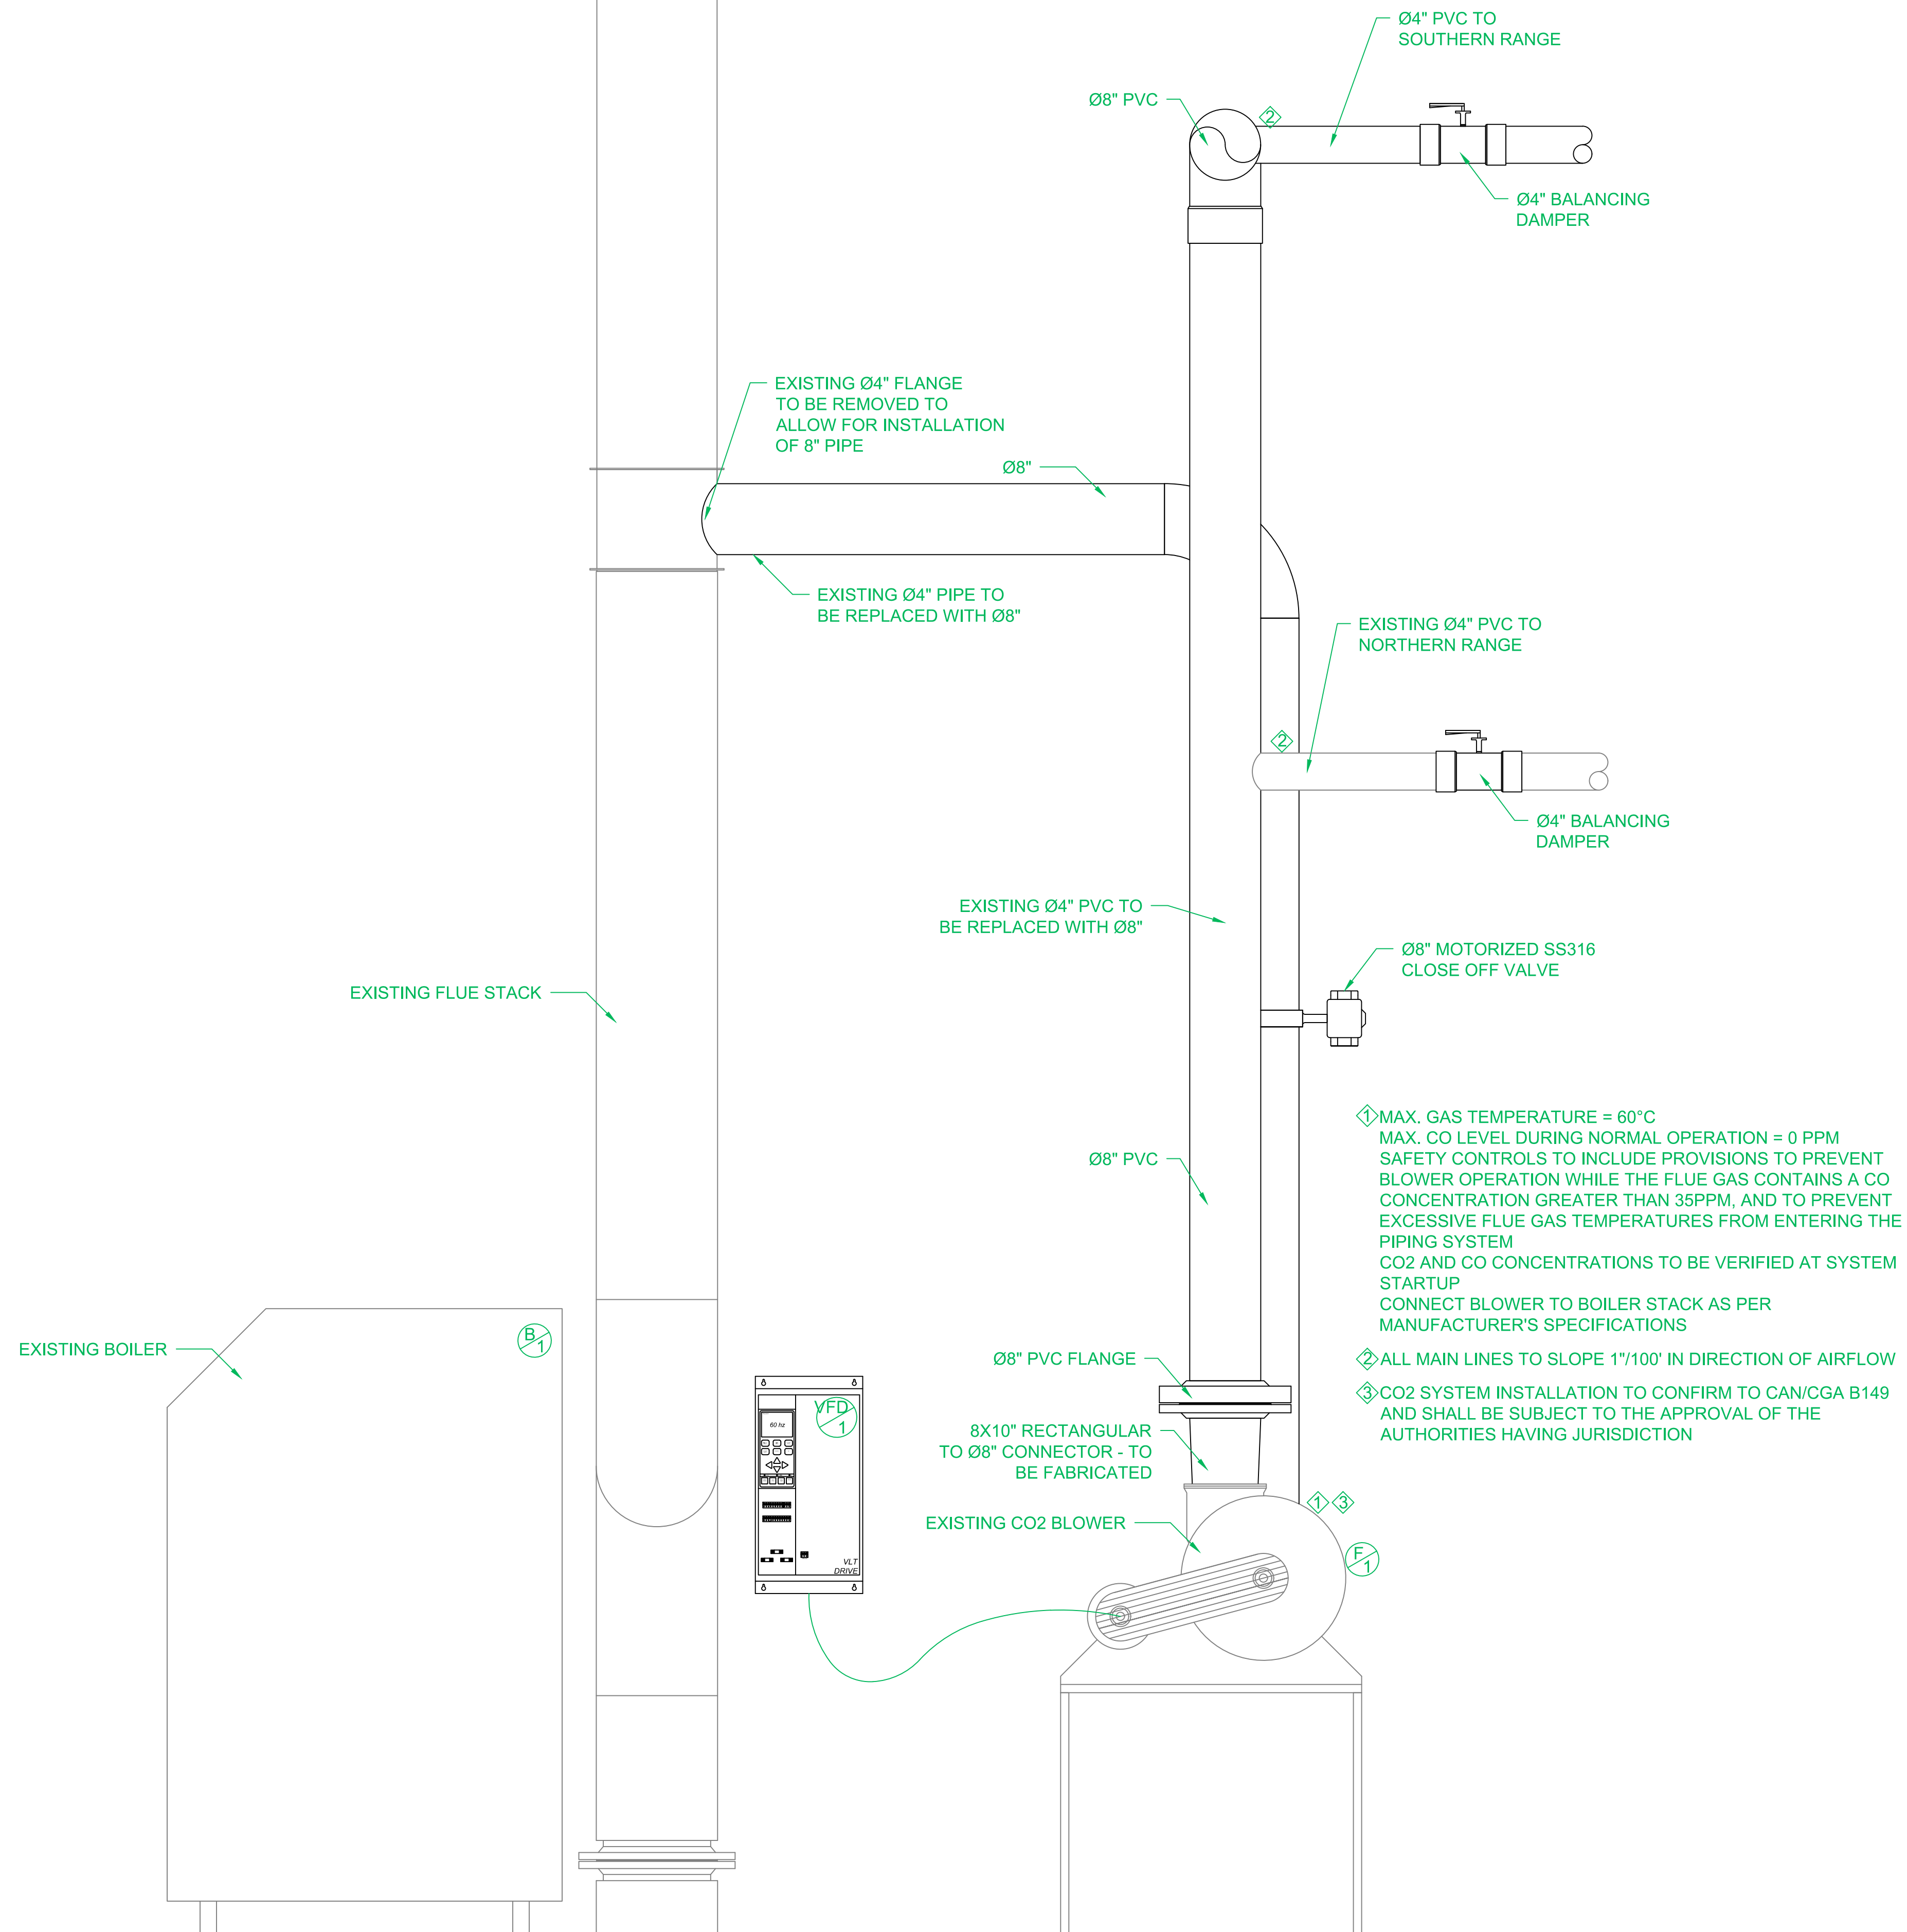 Ø4" PVC TO
SOUTHERN RANGE
Ø8" PVC
2
Ø4" BALANCING
DAMPER
EXISTING Ø4" FLANGE
TO BE REMOVED TO
ALLOW FOR INSTALLATION
OF 8" PIPE
Ø8"
EXISTING Ø4" PIPE TO
BE REPLACED WITH Ø8"
EXISTING Ø4" PVC TO
NORTHERN RANGE
2
Ø4" BALANCING
DAMPER
EXISTING Ø4" PVC TO
BE REPLACED WITH Ø8"
Ø8" MOTORIZED SS316
CLOSE OFF VALVE
EXISTING FLUE STACK
1 MAX. GAS TEMPERATURE = 60°C
MAX. CO LEVEL DURING NORMAL OPERATION = 0 PPM
SAFETY CONTROLS TO INCLUDE PROVISIONS TO PREVENT
BLOWER OPERATION WHILE THE FLUE GAS CONTAINS A CO
CONCENTRATION GREATER THAN 35PPM, AND TO PREVENT
EXCESSIVE FLUE GAS TEMPERATURES FROM ENTERING THE
PIPING SYSTEM
CO2 AND CO CONCENTRATIONS TO BE VERIFIED AT SYSTEM
STARTUP
CONNECT BLOWER TO BOILER STACK AS PER
MANUFACTURER'S SPECIFICATIONS
2 ALL MAIN LINES TO SLOPE 1"/100' IN DIRECTION OF AIRFLOW
3 CO2 SYSTEM INSTALLATION TO CONFIRM TO CAN/CGA B149
AND SHALL BE SUBJECT TO THE APPROVAL OF THE
AUTHORITIES HAVING JURISDICTION
Ø8" PVC
EXISTING BOILER
B
1
Ø8" PVC FLANGE
8X10" RECTANGULAR
TO Ø8" CONNECTOR - TO
BE FABRICATED
VFD
1
60 hz
VLT
DRIVE
EXISTING CO2 BLOWER
1 3
F
1